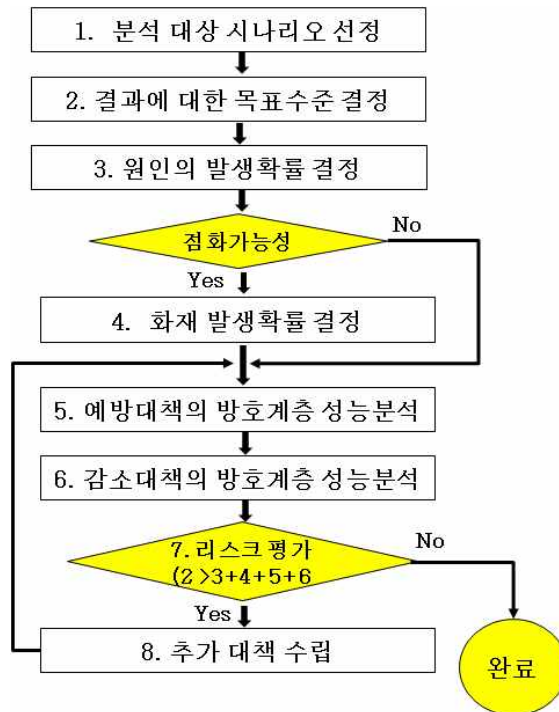 1. 분석 대상 시나리오 선정
2. 결과에 대한 목표수준 결정
3. 원인의 발생확률 결정
점화가능성
No
Yes
4. 화재 발생확률 결정
5. 예방대책의 방호계층 성능분석
6. 감소대책의 방호계층 성능분석
7. 리스크 평가
(2 >3+4+5+6
No
Yes
8. 추가 대책 수립
완료